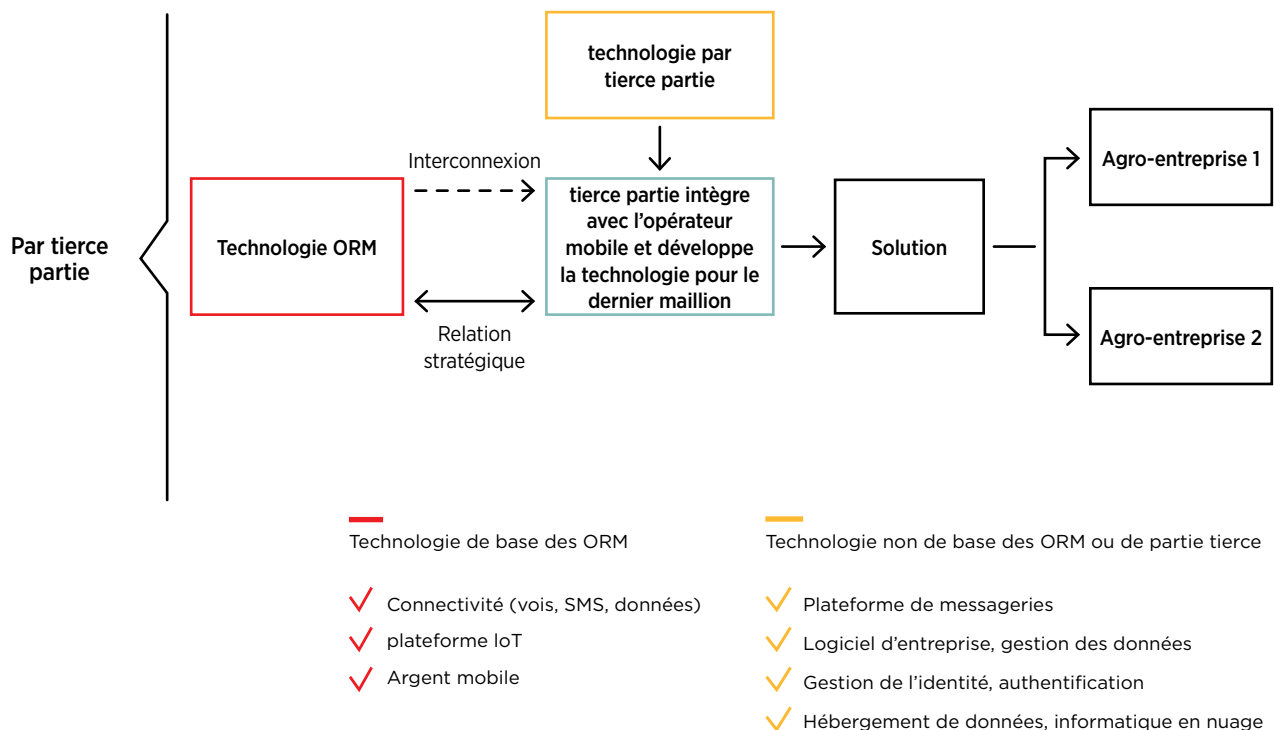 technologie par
tierce partie
Interconnexion
Par tierce
partie
Technologie ORM
tierce partie intègre
avec l'opérateur
mobile et développe
la technologie pour le
dernier maillion
Solution
Agro-entreprise 1
Agro-entreprise 2
Relation
stratégique
Technologie de base des ORM
Connectivité (vois, SMS, données)
plateforme IoT
Argent mobile
Technologie non de base des ORM ou de partie tierce
Plateforme de messageries
Logiciel d'entreprise, gestion des données
Gestion de l'identité, authentification
Hébergement de données, informatique en nuage